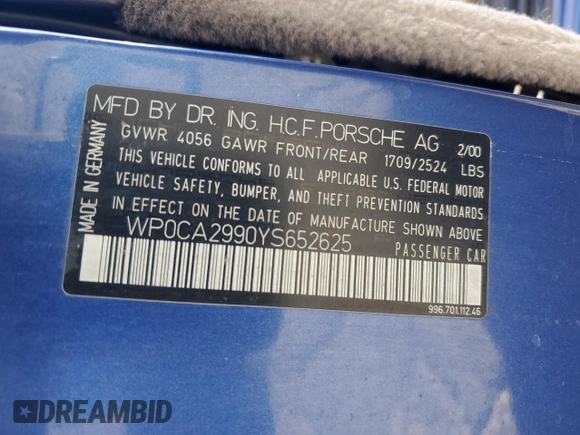 MFD BY DR. ING. H.C.F. PORSCHE AG 2/00
GVWR 4056 GAWR FRONT/REAR 1709/2524 LBS
THIS VEHICLE CONFORMS TO ALL APPLICABLE U.S. FEDERAL MOTOR
VEHICLE SAFETY, BUMPER, AND THEFT PREVENTION STANDARDS
IN EFFECT ON THE DATE OF MANUFACTURE SHOWN ABOVE
WP0CA2990YS652625 PASSENGER CAR
MADE IN GERMANY
996.701.112.46
DREAMBID